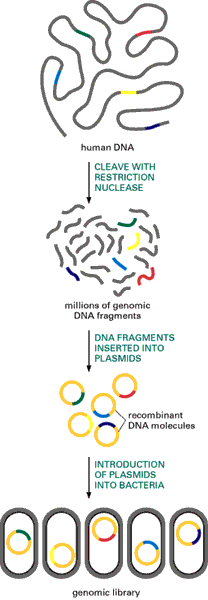 human DNA
CLEAVE WITH
RESTRICTION
NUCLEASE
millions of genomic
DNA fragments
DNA FRAGMENTS
INSERTED INTO
PLASMIDS
recombinant
DNA molecules
INTRODUCTION
OF PLASMIDS
INTO BACTERIA
genomic library